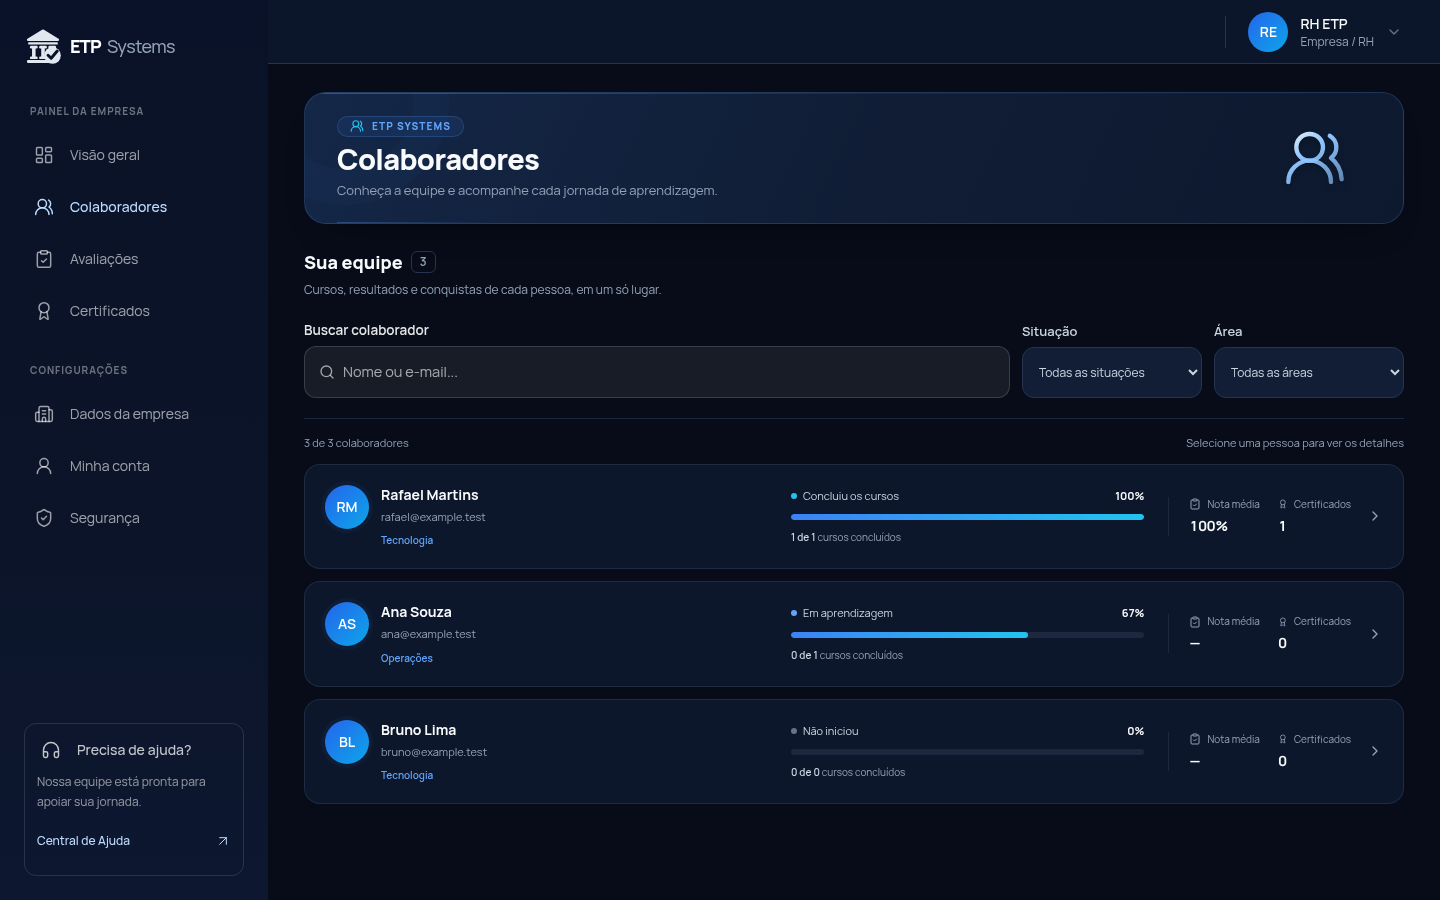 ETP Systems
PAINEL DA EMPRESA
Visão geral
Colaboradores
Avaliações
Certificados
CONFIGURAÇÕES
Dados da empresa
Minha conta
Segurança
Precisa de ajuda?
Nossa equipe está pronta para
apoiar sua jornada.
Central de Ajuda
RE
RH ETP
Empresa / RH
ETP SYSTEMS
Colaboradores
Conheça a equipe e acompanhe cada jornada de aprendizagem.
Sua equipe 3
Cursos, resultados e conquistas de cada pessoa, em um só lugar.
Buscar colaborador
Nome ou e-mail...
Situação
Todas as situações
Área
Todas as áreas
3 de 3 colaboradores
Selecione uma pessoa para ver os detalhes
RM
Rafael Martins
rafael@example.test
Tecnologia
Concluiu os cursos 100%
1 de 1 cursos concluídos
Nota média
100%
Certificados
1
AS
Ana Souza
ana@example.test
Operações
Em aprendizagem 67%
0 de 1 cursos concluídos
Nota média
—
Certificados
0
BL
Bruno Lima
bruno@example.test
Tecnologia
Não iniciou 0%
0 de 0 cursos concluídos
Nota média
—
Certificados
0